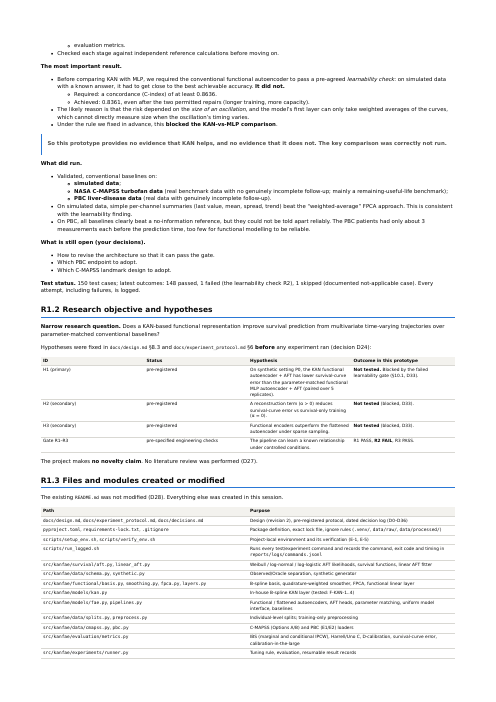 evaluation metrics.
Checked each stage against independent reference calculations before moving on.
The most important result.
Before comparing KAN with MLP, we required the conventional functional autoencoder to pass a pre-agreed learnability check: on simulated data
with a known answer, it had to get close to the best achievable accuracy. It did not.
Required: a concordance (C-index) of at least 0.8636.
Achieved: 0.8361, even after the two permitted repairs (longer training, more capacity).
The likely reason is that the risk depended on the size of an oscillation, and the model's first layer can only take weighted averages of the curves,
which cannot directly measure size when the oscillation's timing varies.
Under the rule we fixed in advance, this blocked the KAN-vs-MLP comparison.
So this prototype provides no evidence that KAN helps, and no evidence that it does not. The key comparison was correctly not run.
What did run.
Validated, conventional baselines on:
simulated data;
NASA C-MAPSS turbofan data (real benchmark data with no genuinely incomplete follow-up; mainly a remaining-useful-life benchmark);
PBC liver-disease data (real data with genuinely incomplete follow-up).
On simulated data, simple per-channel summaries (last value, mean, spread, trend) beat the "weighted-average" FPCA approach. This is consistent
with the learnability finding.
On PBC, all baselines clearly beat a no-information reference, but they could not be told apart reliably. The PBC patients had only about 3
measurements each before the prediction time, too few for functional modelling to be reliable.
What is still open (your decisions).
How to revise the architecture so that it can pass the gate.
Which PBC endpoint to adopt.
Which C-MAPSS landmark design to adopt.
Test status. 150 test cases; latest outcomes: 148 passed, 1 failed (the learnability check R2), 1 skipped (documented not-applicable case). Every
attempt, including failures, is logged.
R1.2 Research objective and hypotheses
Narrow research question. Does a KAN-based functional representation improve survival prediction from multivariate time-varying trajectories over
parameter-matched conventional baselines?
Hypotheses were fixed in docs/design.md §8.3 and docs/experiment_protocol.md §6 before any experiment ran (decision D24):
ID Status Hypothesis Outcome in this prototype
H1 (primary) pre-registered On synthetic setting P0, the KAN functional autoencoder + AFT has lower survival-curve error than the parameter-matched functional MLP autoencoder + AFT (paired over 5 replicates). Not tested. Blocked by the failed learnability gate (§10.1, D33).
H2 (secondary) pre-registered A reconstruction term (α > 0) reduces survival-curve error vs survival-only training (α = 0). Not tested (blocked, D33).
H3 (secondary) pre-registered Functional encoders outperform the flattened autoencoder under sparse sampling. Not tested (blocked, D33).
Gate R1–R3 pre-specified engineering checks The pipeline can learn a known relationship under controlled conditions. R1 PASS, R2 FAIL, R3 PASS.
The project makes no novelty claim. No literature review was performed (D27).
R1.3 Files and modules created or modified
The existing README.md was not modified (D28). Everything else was created in this session.
Path Purpose
docs/design.md, docs/experiment_protocol.md, docs/decisions.md Design (revision 2), pre-registered protocol, dated decision log (D0–D36)
pyproject.toml, requirements-lock.txt, .gitignore Package definition, exact lock file, ignore rules (.venv/, data/raw/, data/processed/)
scripts/setup_env.sh, scripts/verify_env.sh Project-local environment and its verification (E-1, E-5)
scripts/run_logged.sh Runs every test/experiment command and records the command, exit code and timing in reports/logs/commands.jsonl
src/kanfae/survival/aft.py, linear_aft.py Weibull / log-normal / log-logistic AFT likelihoods, survival functions, linear AFT fitter
src/kanfae/data/schema.py, synthetic.py Observed/Oracle separation, synthetic generator
src/kanfae/functional/basis.py, smoothing.py, fpca.py, layers.py B-spline basis, quadrature-weighted smoother, FPCA, functional linear layer
src/kanfae/models/kan.py In-house B-spline KAN layer (tested: F-KAN-1..4)
src/kanfae/models/fae.py, pipelines.py Functional / flattened autoencoders, AFT heads, parameter matching, uniform model interface, baselines
src/kanfae/data/splits.py, preprocess.py Individual-level splits, training-only preprocessing
src/kanfae/data/cmapss.py, pbc.py C-MAPSS (Options A/B) and PBC (E1/E2) loaders
src/kanfae/evaluation/metrics.py IBS (marginal and conditional IPCW), Harrell/Uno C, D-calibration, survival-curve error, calibration-in-the-large
src/kanfae/experiments/runner.py Tuning rule, evaluation, resumable result records